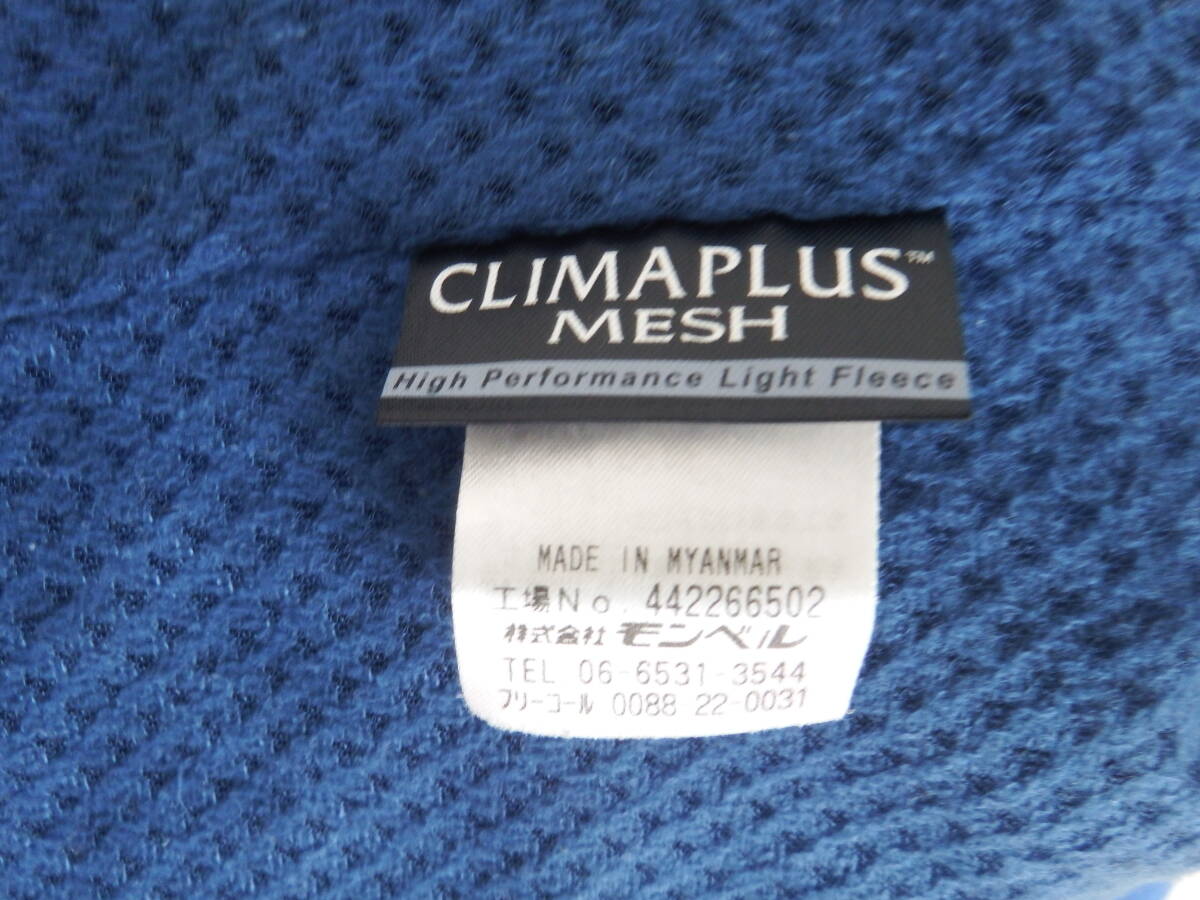 CLIMAPLUS™
MESH
High Performance Light Fleece
MADE IN MYANMAR
工場No. 442266502
株式会社 モンベル
TEL 06-6531-3544
フリーコール 0088-22-0031